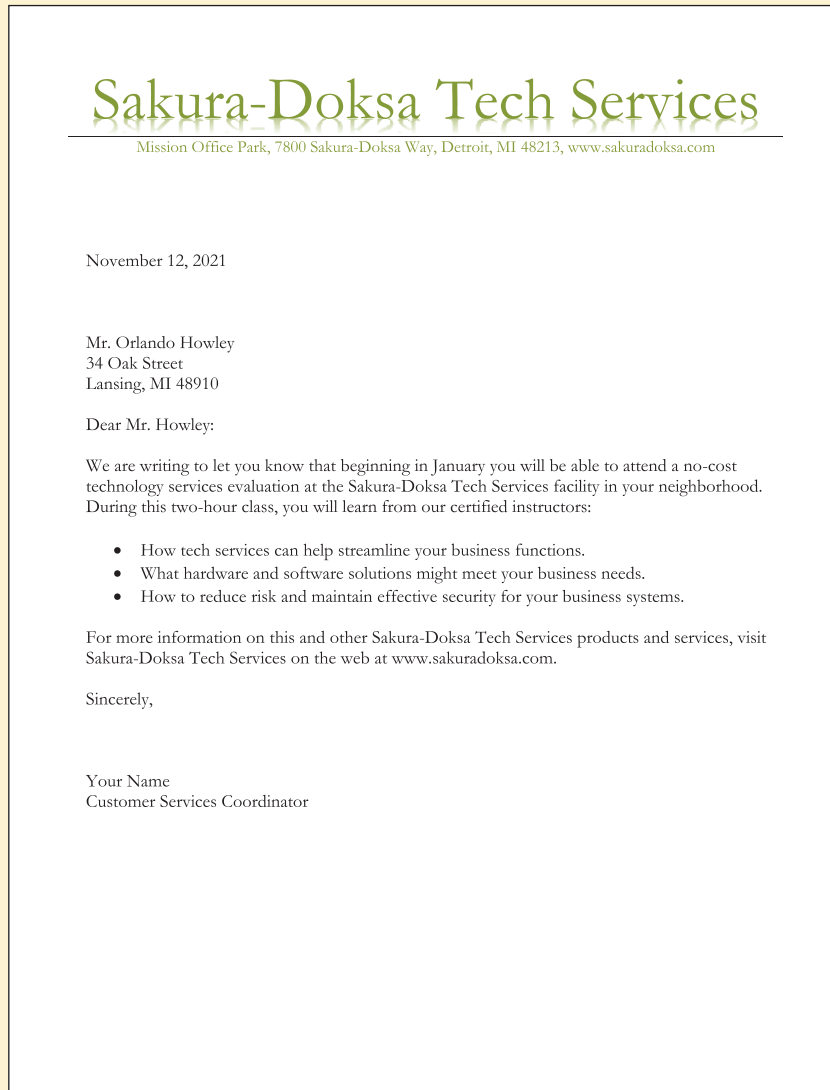 Sakura-Doksa Tech Services
Mission Office Park, 7800 Sakura-Doksa Way, Detroit, MI 48213, www.sakuradoksa.com
November 12, 2021
Mr. Orlando Howley
34 Oak Street
Lansing, MI 48910
Dear Mr. Howley:
We are writing to let you know that beginning in January you will be able to attend a no-cost
technology services evaluation at the Sakura-Doksa Tech Services facility in your neighborhood.
During this two-hour class, you will learn from our certified instructors:
• How tech services can help streamline your business functions.
• What hardware and software solutions might meet your business needs.
• How to reduce risk and maintain effective security for your business systems.
For more information on this and other Sakura-Doksa Tech Services products and services, visit
Sakura-Doksa Tech Services on the web at www.sakuradoksa.com.
Sincerely,
Your Name
Customer Services Coordinator